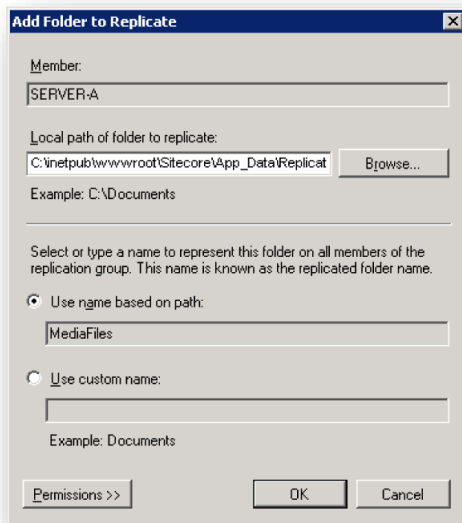 Add Folder to Replicate
Member:
SERVER-A
Local path of folder to replicate:
C:\inetpub\wwwroot\Sitecore\App_Data\Replicat
Browse...
Example: C:\Documents
Select or type a name to represent this folder on all members of the
replication group. This name is known as the replicated folder name.
Use name based on path:
MediaFiles
Use custom name:
Example: Documents
Permissions >>
OK
Cancel